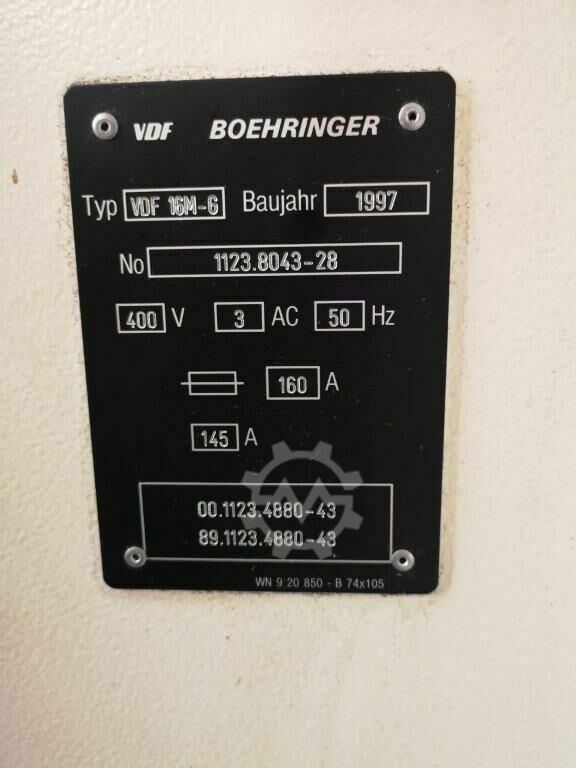 VDF BOEHRINGER
Typ VDF 16M-G Baujahr 1997
No 1123.8043-28
400 V 3 AC 50 Hz
160 A
145 A
00.1123.4880-43
89.1123.4880-43
WN 9 20 850 - B 74x105